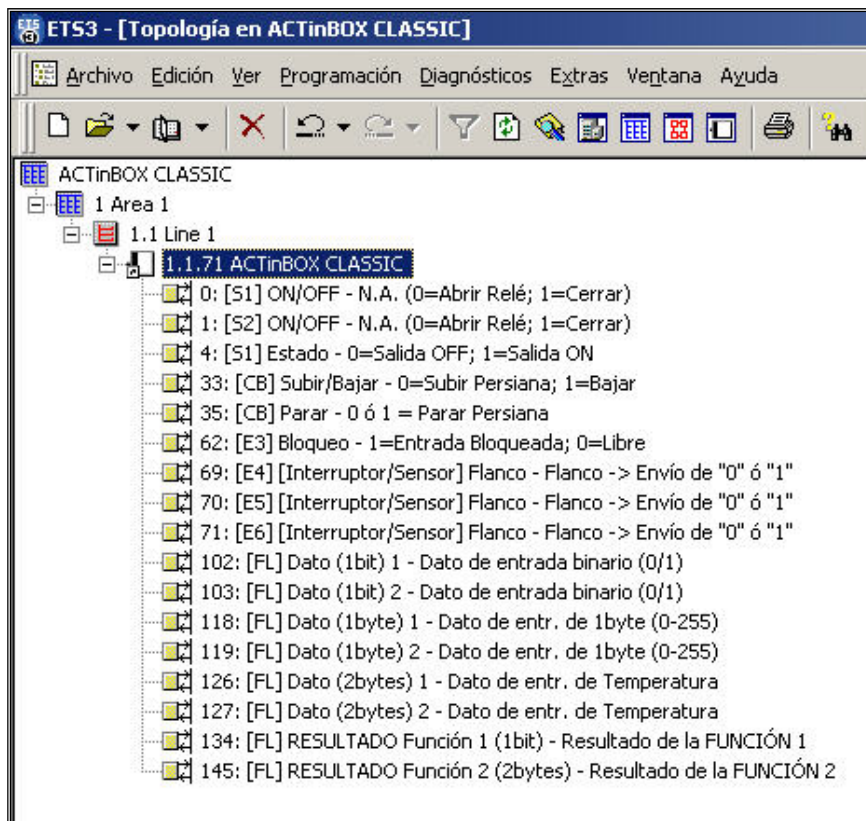 ETS3 - [Topología en ACTinBOX CLASSIC]
Archivo Edición Ver Programación Diagnósticos Extras Ventana Ayuda
ACTinBOX CLASSIC
1 Area 1
1.1 Line 1
1.1.71 ACTinBOX CLASSIC
0: [S1] ON/OFF - N.A. (0=Abrir Relé; 1=Cerrar)
1: [S2] ON/OFF - N.A. (0=Abrir Relé; 1=Cerrar)
4: [S1] Estado - 0=Salida OFF; 1=Salida ON
33: [CB] Subir/Bajar - 0=Subir Persiana; 1=Bajar
35: [CB] Parar - 0 ó 1 = Parar Persiana
62: [E3] Bloqueo - 1=Entrada Bloqueada; 0=Libre
69: [E4] [Interruptor/Sensor] Flanco - Flanco -> Envío de "0" ó "1"
70: [E5] [Interruptor/Sensor] Flanco - Flanco -> Envío de "0" ó "1"
71: [E6] [Interruptor/Sensor] Flanco - Flanco -> Envío de "0" ó "1"
102: [FL] Dato (1bit) 1 - Dato de entrada binario (0/1)
103: [FL] Dato (1bit) 2 - Dato de entrada binario (0/1)
118: [FL] Dato (1byte) 1 - Dato de entr. de 1byte (0-255)
119: [FL] Dato (1byte) 2 - Dato de entr. de 1byte (0-255)
126: [FL] Dato (2bytes) 1 - Dato de entr. de Temperatura
127: [FL] Dato (2bytes) 2 - Dato de entr. de Temperatura
134: [FL] RESULTADO Función 1 (1bit) - Resultado de la FUNCIÓN 1
145: [FL] RESULTADO Función 2 (2bytes) - Resultado de la FUNCIÓN 2